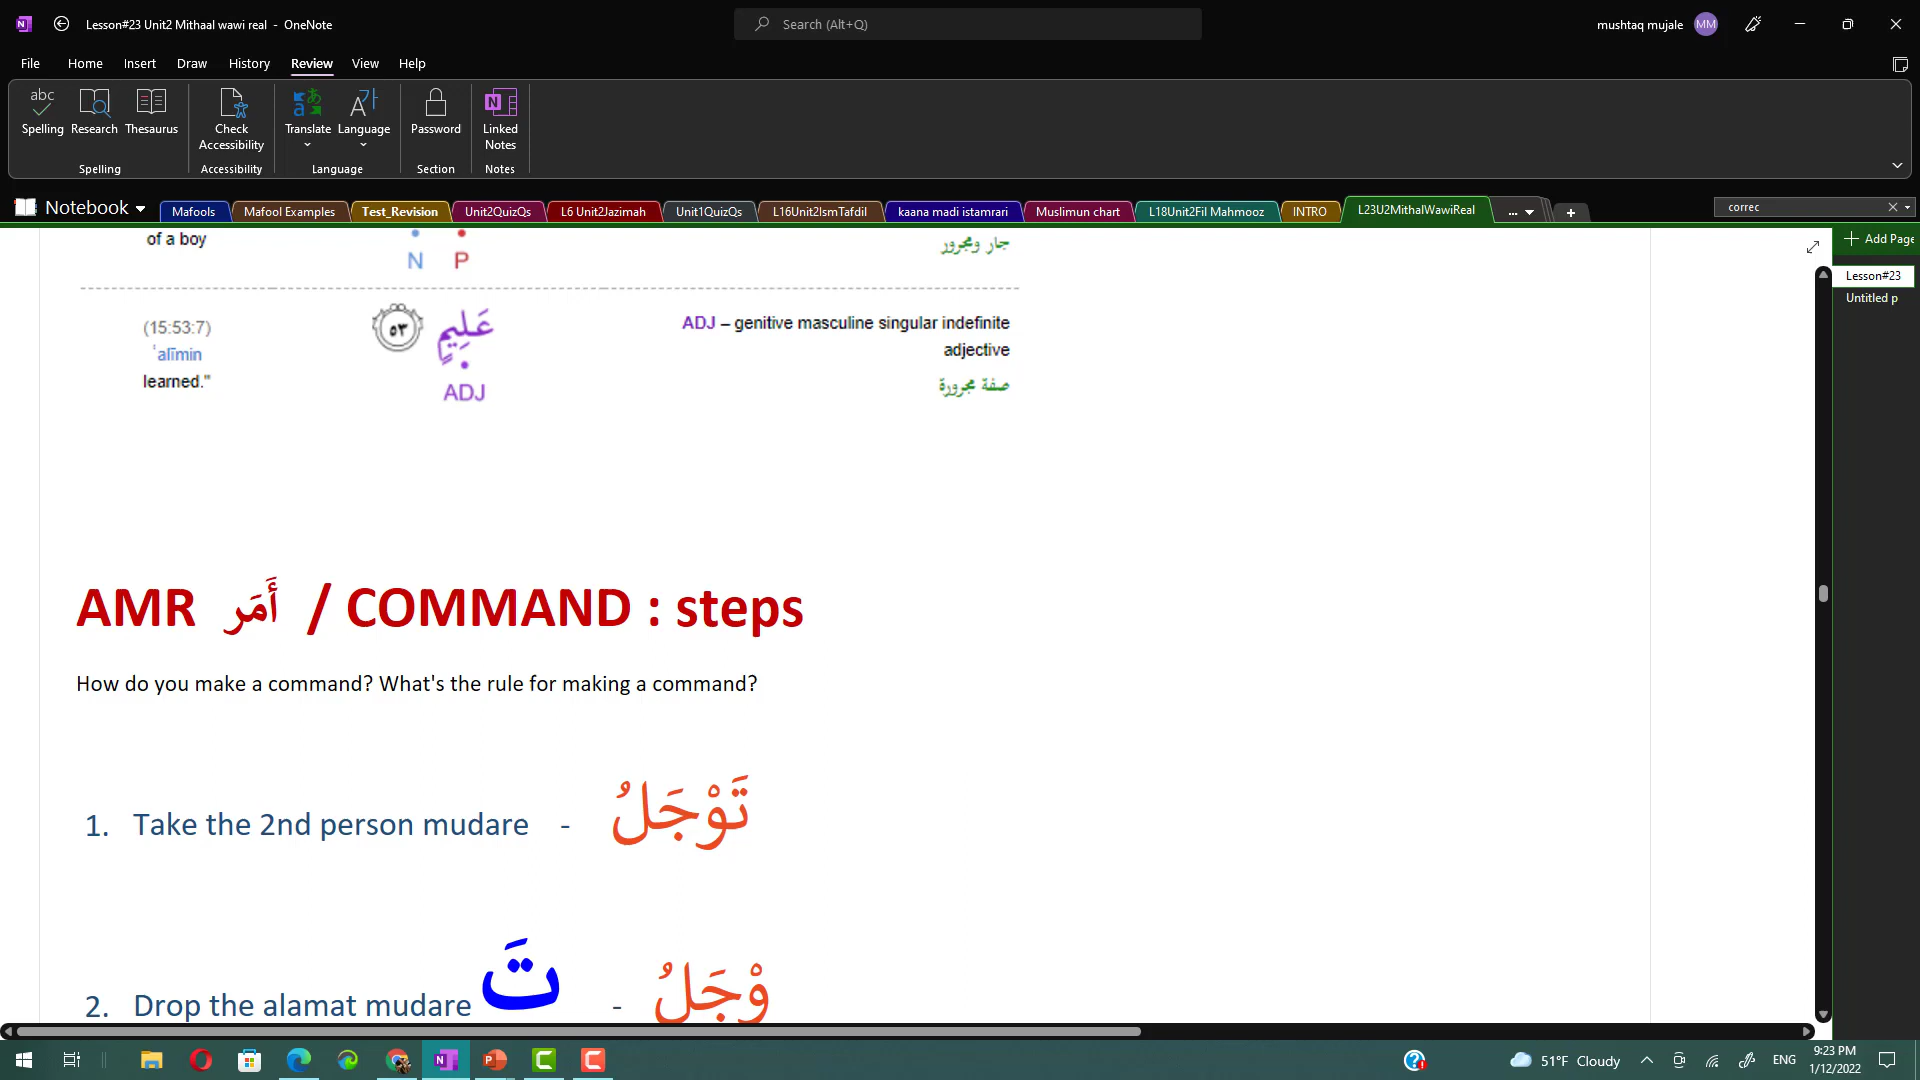 Lesson#23 Unit2 Mithaal wawi real - OneNote
Search (Alt+Q)
mushtaq mujale MM
File Home Insert Draw History Review View Help
abc
Spelling Research Thesaurus Check Accessibility Translate Language Password Linked Notes
Spelling Accessibility Language Section Notes
Notebook Mafools Mafool Examples Test_Revision Unit2QuizQs L6 Unit2Jazimah Unit1QuizQs L16Unit2IsmTafdil kaana madi istamrari Muslimun chart L18Unit2Fil Mahmooz INTRO L23U2MithalWawiReal ... correc
Add Page
Lesson#23
Untitled p
of a boy N P جار ومجرور
(15:53:7)
ʿalīmin
learned."
عَلِيمٍ ٥٣
ADJ
ADJ – genitive masculine singular indefinite
adjective
صفة مجرورة
AMR أَمَر / COMMAND : steps
How do you make a command? What's the rule for making a command?
1. Take the 2nd person mudare - تَوْجَلُ
2. Drop the alamat mudare تَ - وْجَلُ
51°F Cloudy ENG 9:23 PM
1/12/2022